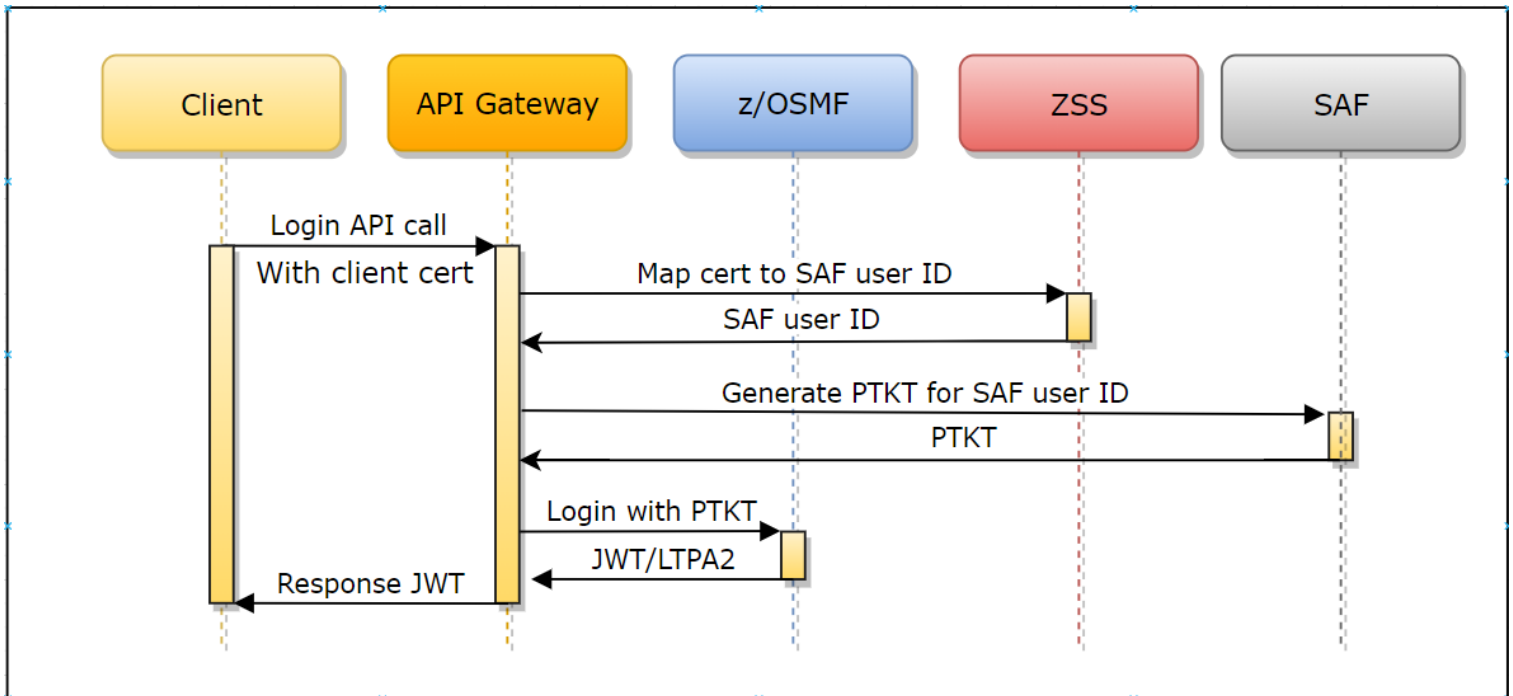 Client
API Gateway
z/OSMF
ZSS
SAF
Login API call
With client cert
Map cert to SAF user ID
SAF user ID
Generate PTKT for SAF user ID
PTKT
Login with PTKT
JWT/LTPA2
Response JWT